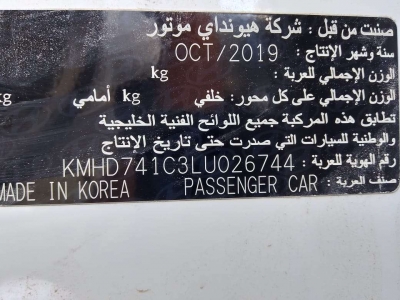 صنعت من قبل : شركة هيونداي موتور
سنة وشهر الإنتاج : OCT/2019
الوزن الإجمالي للعربة : kg
الوزن الإجمالي على كل محور: خلفي kg أمامي kg
تطابق هذه المركبة جميع اللوائح الفنية الخليجية
والوطنية للسيارات التي صدرت حتى تاريخ الإنتاج
رقم الهوية للعربة : KMHD741C3LU026744
صنف العربة : PASSENGER CAR MADE IN KOREA